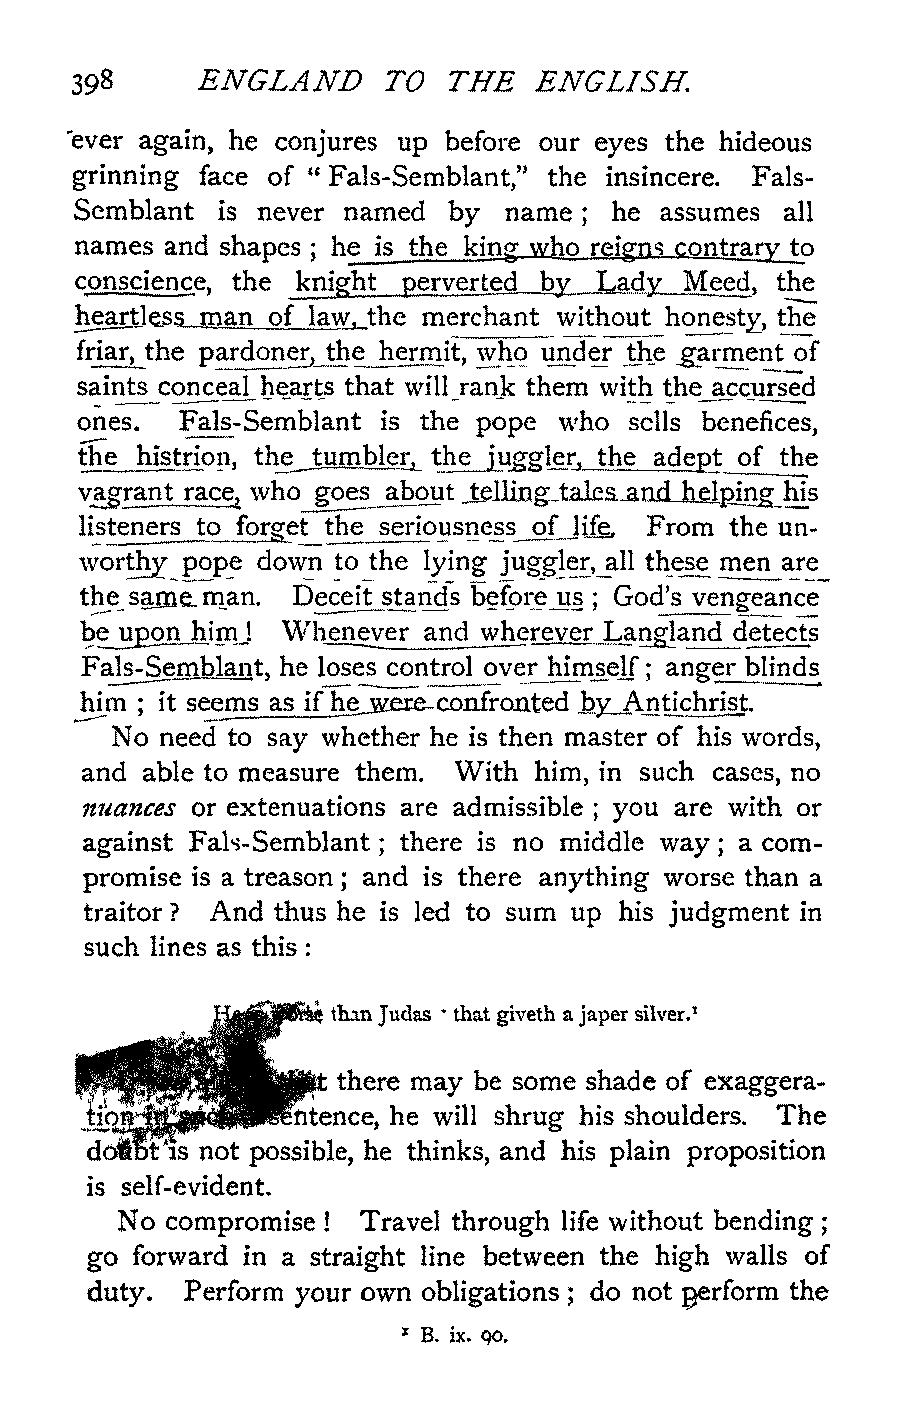 398 ENGLAND TO THE ENGLISH.
ever again, he conjures up before our eyes the hideous
grinning face of “ Fals-Semblant,” the insincere. Fals-
Semblant is never named by name ; he assumes all
names and shapes ; he is the king who reigns contrary to
conscience, the knight perverted by Lady Meed, the
heartless man of law, the merchant without honesty, the
friar, the pardoner, the hermit, who under the garment of
saints conceal hearts that will rank them with the accursed
ones. Fals-Semblant is the pope who sells benefices,
the histrion, the tumbler, the juggler, the adept of the
vagrant race, who goes about telling tales and helping his
listeners to forget the seriousness of life. From the un-
worthy pope down to the lying juggler, all these men are
the same man. Deceit stands before us ; God's vengeance
be upon him ! Whenever and wherever Langland detects
Fals-Semblant, he loses control over himself ; anger blinds
him ; it seems as if he were confronted by Antichrist.
No need to say whether he is then master of his words,
and able to measure them. With him, in such cases, no
nuances or extenuations are admissible ; you are with or
against Fals-Semblant ; there is no middle way ; a com-
promise is a treason ; and is there anything worse than a
traitor ? And thus he is led to sum up his judgment in
such lines as this :
than Judas · that giveth a japer silver.¹
there may be some shade of exaggera-
tion in sentence, he will shrug his shoulders. The
doubt is not possible, he thinks, and his plain proposition
is self-evident.
No compromise ! Travel through life without bending ;
go forward in a straight line between the high walls of
duty. Perform your own obligations ; do not perform the
¹ B. ix. 90.